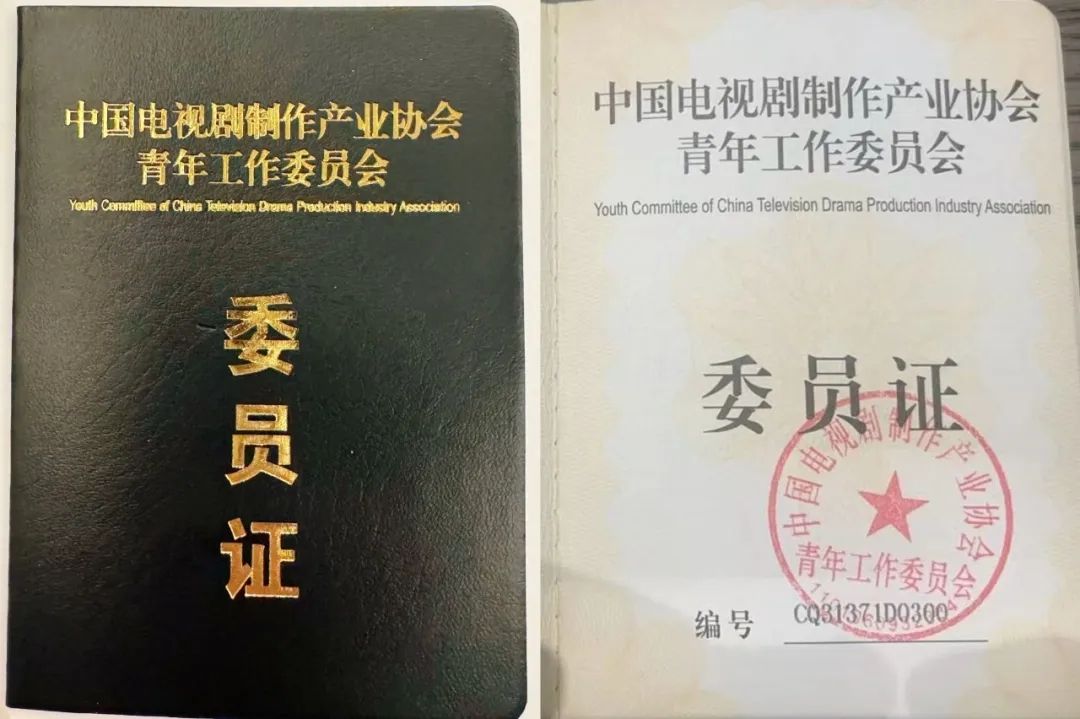 中国电视剧制作产业协会
青年工作委员会
Youth Committee of China Television Drama Production Industry Association
委
员
证
中国电视剧制作产业协会
青年工作委员会
Youth Committee of China Television Drama Production Industry Association
委员证
中国电视剧制作产业协会
青年工作委员会
编号 CQ31371D0300